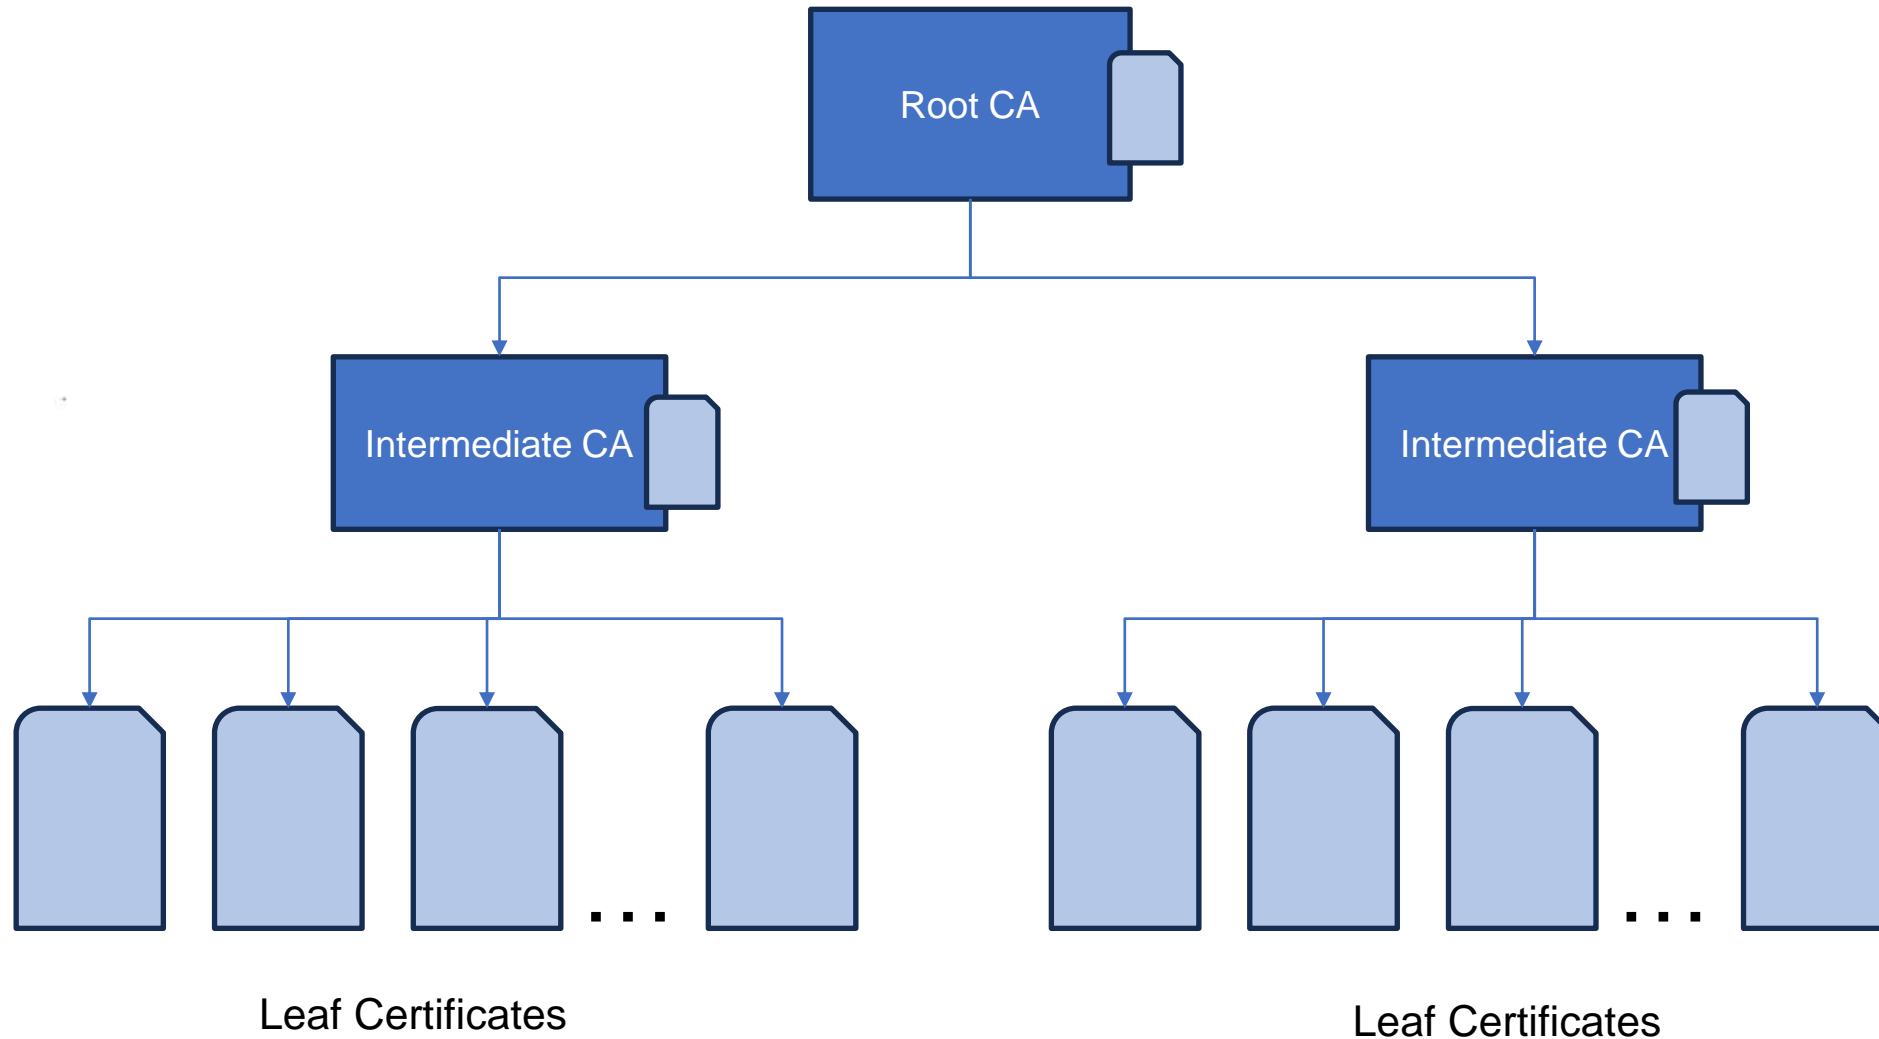 Root CA
Intermediate CA
Intermediate CA
. . .
. . .
Leaf Certificates
Leaf Certificates